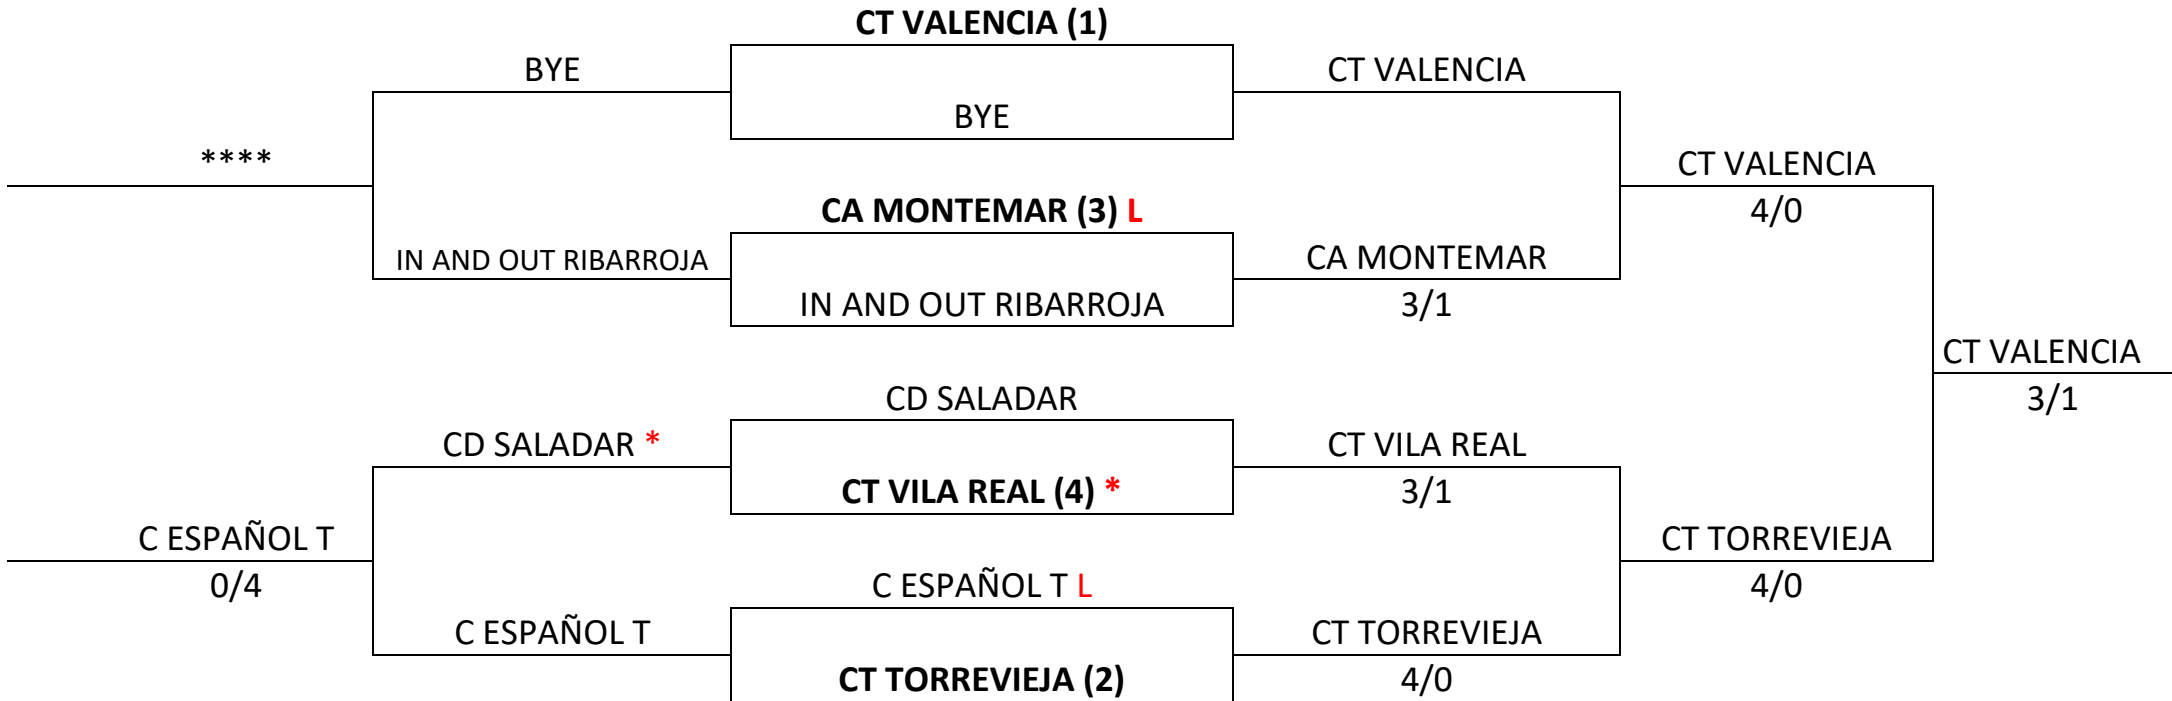 CT VALENCIA (1)
BYE
CT VALENCIA
BYE
****
CT VALENCIA
CA MONTEMAR (3) L
4/0
IN AND OUT RIBARROJA
CA MONTEMAR
IN AND OUT RIBARROJA
3/1
CT VALENCIA
CD SALADAR
3/1
CD SALADAR *
CT VILA REAL
CT VILA REAL (4) *
3/1
C ESPAÑOL T
CT TORREVIEJA
0/4
C ESPAÑOL T L
4/0
C ESPAÑOL T
CT TORREVIEJA
CT TORREVIEJA (2)
4/0